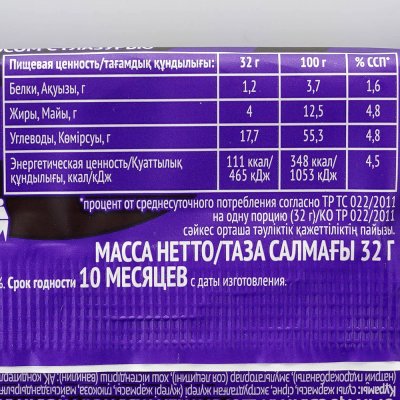 Пищевая ценность/тағамдық құндылығы: 32 г 100 г % ССП*
Белки, Ақуызы, г 1,2 3,7 1,6
Жиры, Майы, г 4 12,5 4,8
Углеводы, Көмірсуы, г 17,7 55,3 4,8
Энергетическая ценность/Қуаттылық 111 ккал/ 348 ккал/ 4,5
құндылығы, ккал/кДж 465 кДж 1053 кДж
*процент от среднесуточного потребления согласно ТР ТС 022/2011
на одну порцию (32 г)/КО ТР 022/2011
сәйкес орташа тәуліктік қажеттіліктің пайызы.
МАССА НЕТТО/ТАЗА САЛМАҒЫ 32 Г
%. Срок годности 10 МЕСЯЦЕВ с даты изготовления.